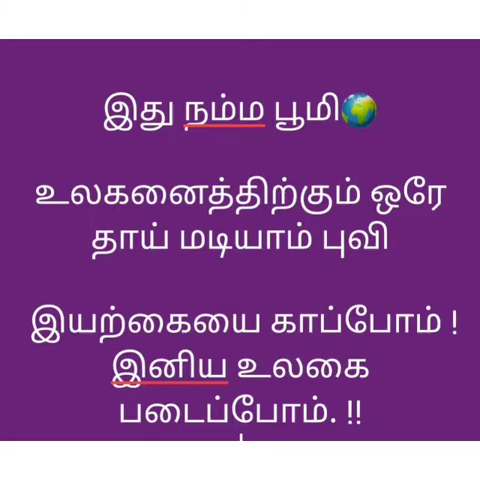 இது நம்ம பூமி🌍
உலகனைத்திற்கும் ஒரே
தாய் மடியாம் புவி
இயற்கையை காப்போம் !
இனிய உலகை
படைப்போம். !!